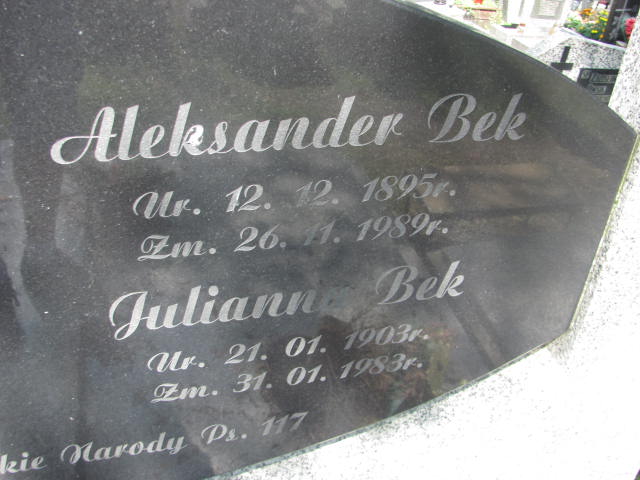 Aleksander Bek
Ur. 12. 12. 1895r.
Zm. 26. 11. 1989r.
Julianna Bek
Ur. 21. 01. 1903r.
Zm. 31. 01. 1983r.
kie Narody Ps. 117